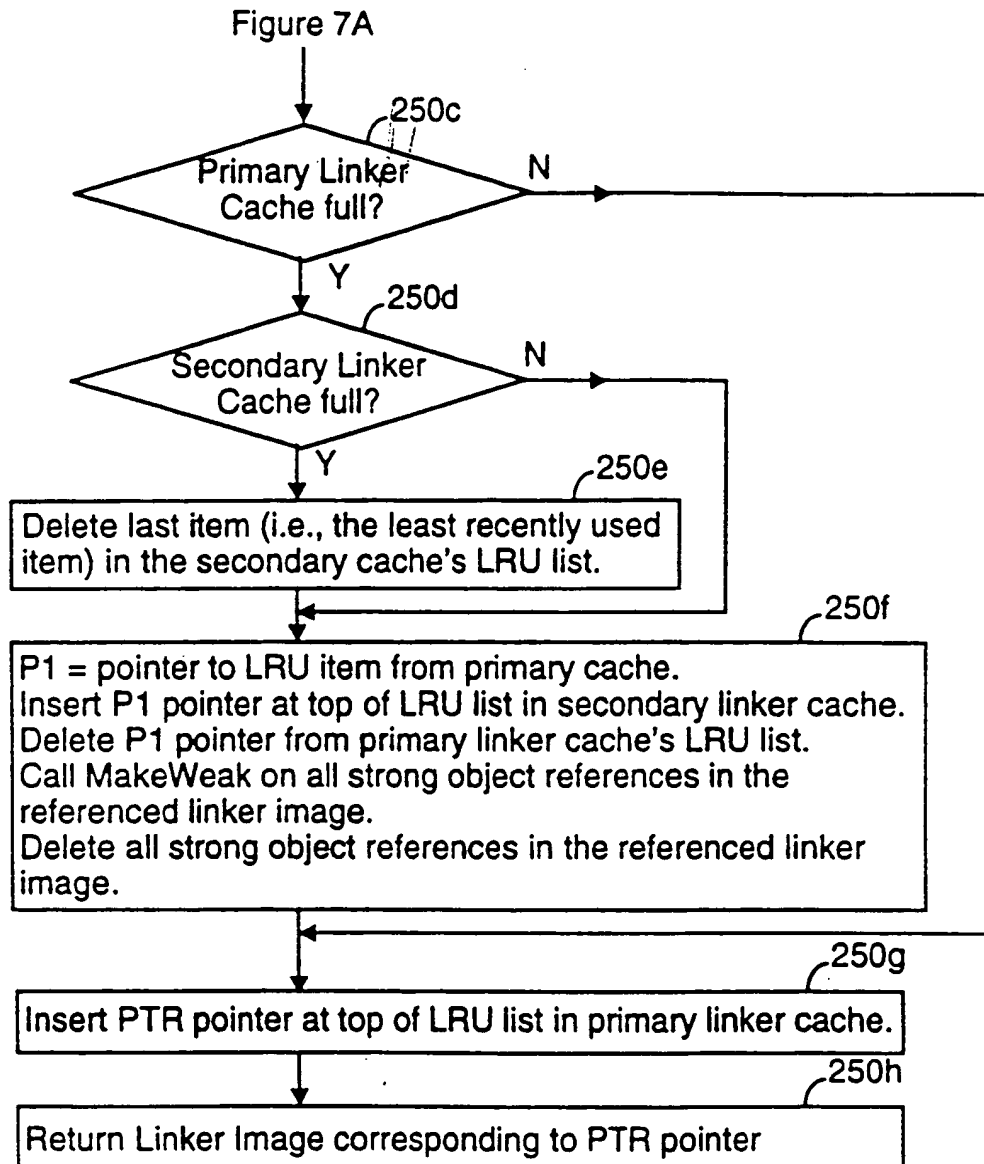 Figure 7A
250c
Primary Linker
Cache full?
N
Y
250d
Secondary Linker
Cache full?
N
Y
250e
Delete last item (i.e., the least recently used
item) in the secondary cache's LRU list.
250f
P1 = pointer to LRU item from primary cache.
Insert P1 pointer at top of LRU list in secondary linker cache.
Delete P1 pointer from primary linker cache's LRU list.
Call MakeWeak on all strong object references in the
referenced linker image.
Delete all strong object references in the referenced linker
image.
250g
Insert PTR pointer at top of LRU list in primary linker cache.
250h
Return Linker Image corresponding to PTR pointer